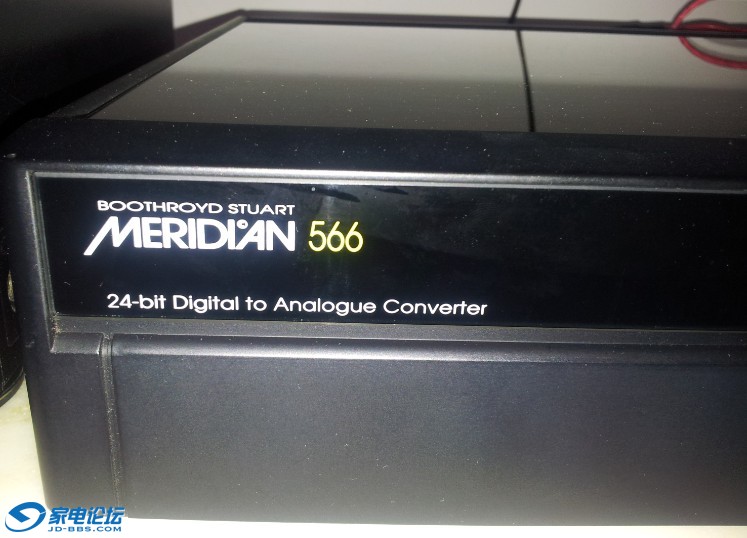 BOOTHROYD STUART
MERIDIAN 566
24-bit Digital to Analogue Converter
家电论坛
JD-BBS.COM